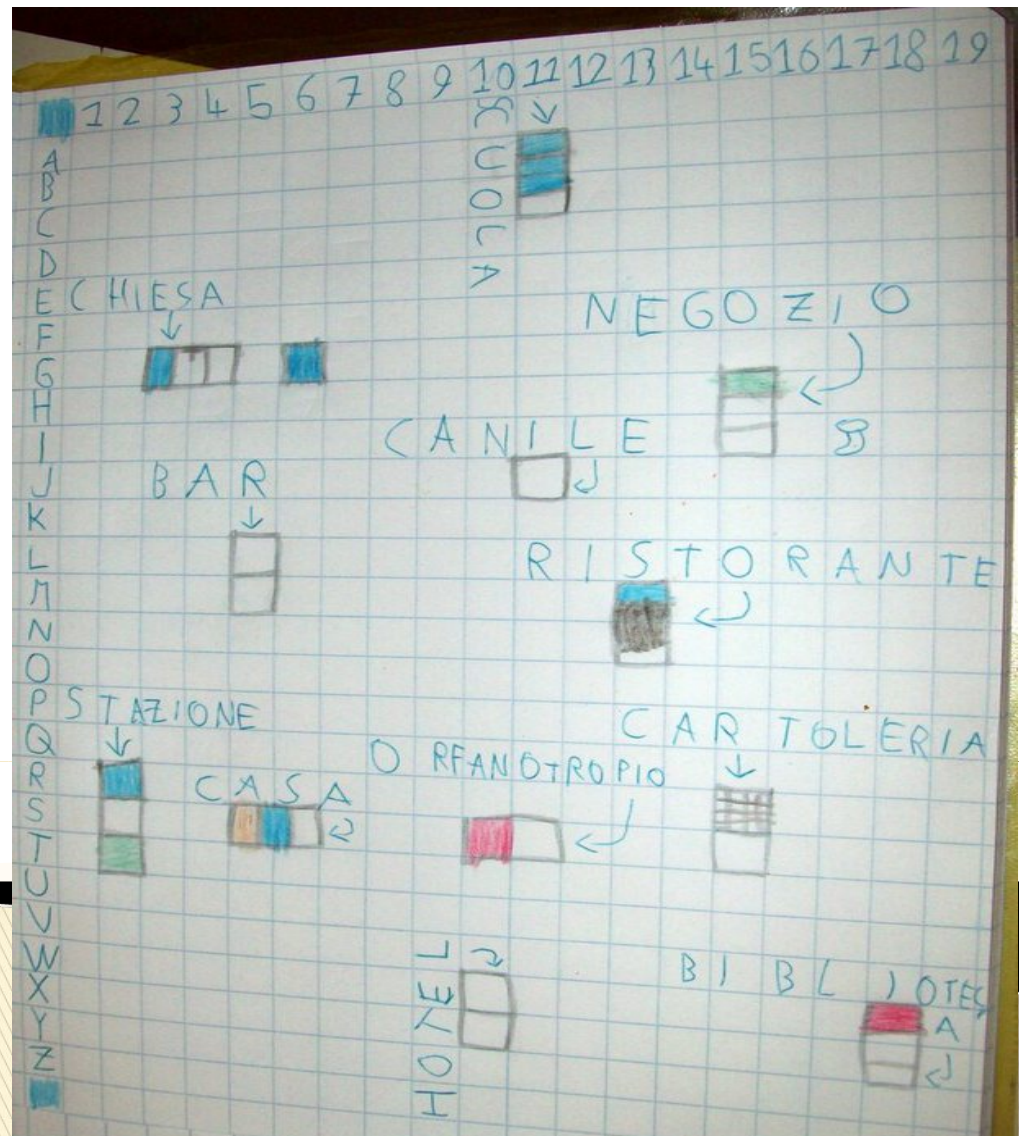 1 2 3 4 5 6 7 8 9 10 11 12 13 14 15 16 17 18 19
SCUOLA
A
B
C
D
E CHIESA
NEGOZIO
F
G
H
CANILE
I
J BAR
K
L RISTORANTE
M
N
O
P STAZIONE
CARTOLERIA
Q
ORFANOTROPIO
R
S CASA
T
U
V
W
HOTEL
BIBLIOTECA
X
Y
Z